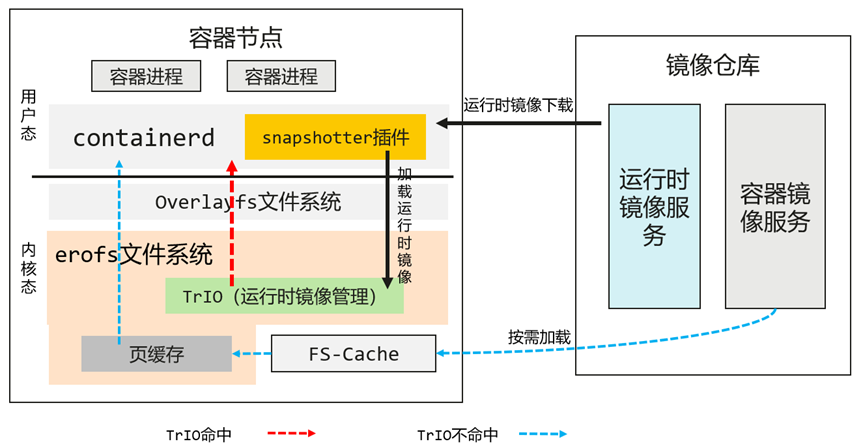 容器节点
容器进程
容器进程
用户态
containerd
snapshotter插件
加载运行时镜像
Overlayfs文件系统
内核态
erofs文件系统
TrIO（运行时镜像管理）
页缓存
FS-Cache
运行时镜像下载
按需加载
镜像仓库
运行时
镜像服
务
容器镜
像服务
TrIO命中
TrIO不命中